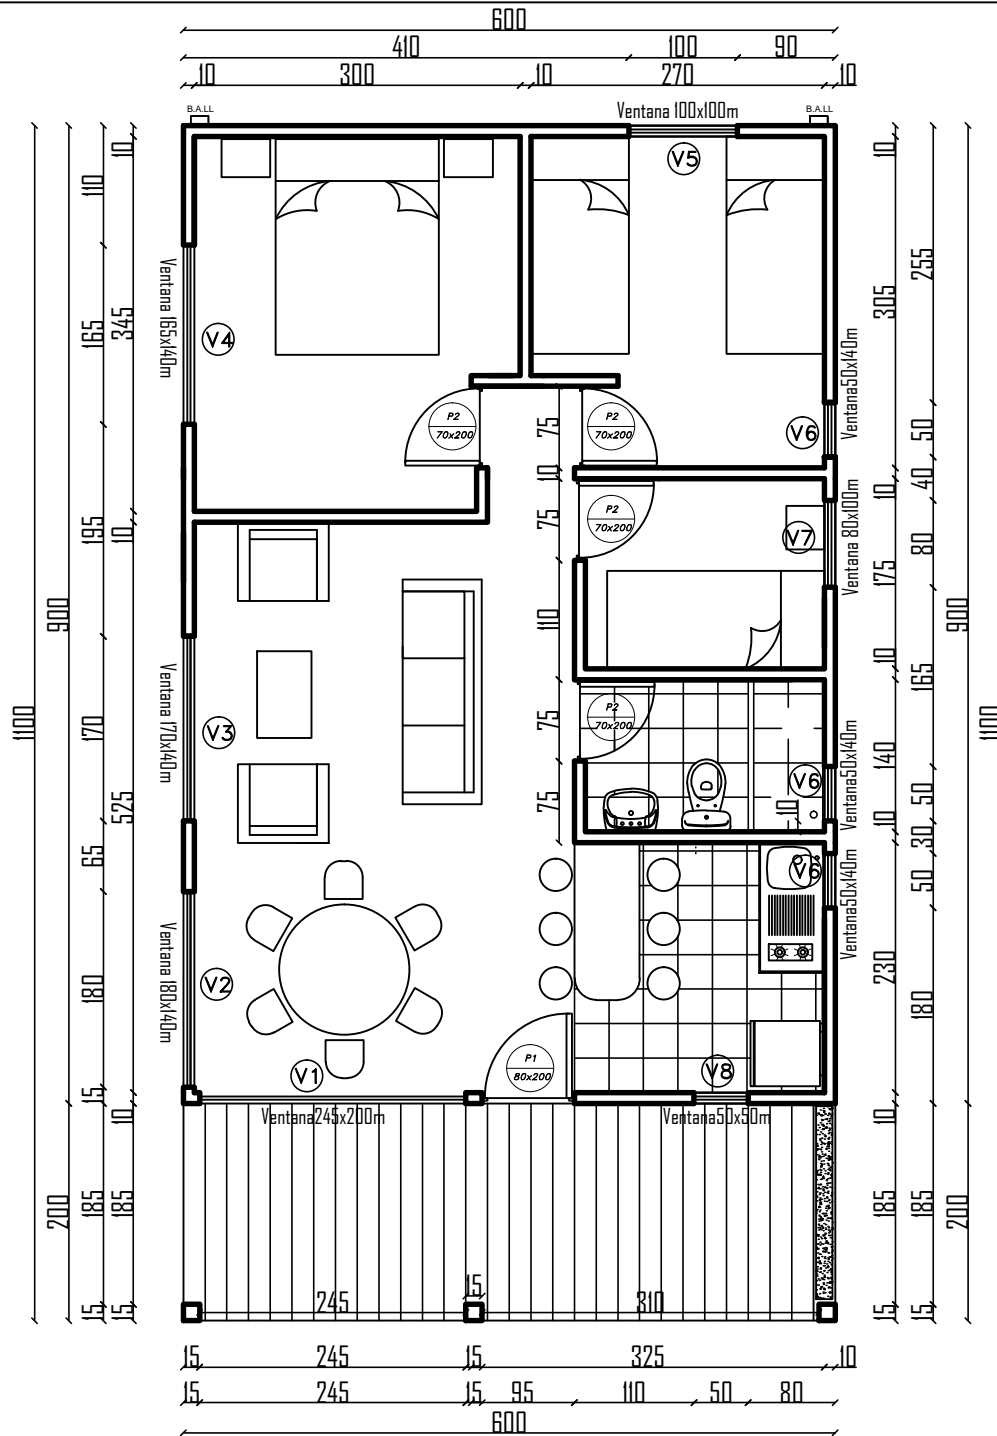 600
410 100 90
10 300 10 270 10
B.A.LL
Ventana 100x100m
B.A.LL
V5
10
110
10
255
305
345
165
Ventana 165x140m
V4
Ventana50x140m
V6
50
P2
70x200
75
P2
70x200
10
40
10
P2
70x200
75
V7
Ventana 80x100m
80
175
195
10
900
110
900
10
165
Ventana 170x140m
V3
170
1100
P2
70x200
75
1100
140
Ventana50x140m
V6
50
525
75
10
10
30
65
V6
Ventana50x140m
50
230
180
V2
Ventana 180x140m
180
V1
P1
80x200
V8
15
10
Ventana245x200m
Ventana50x50m
10
10
200
185
185
185
185
200
15
245
310
15
15
15
15
15 245 15 325 10
15 245 15 95 110 50 80
600